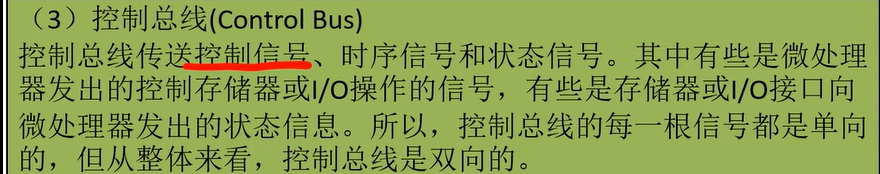 （3）控制总线(Control Bus)
控制总线传送控制信号、时序信号和状态信号。其中有些是微处理
器发出的控制存储器或I/O操作的信号，有些是存储器或I/O接口向
微处理器发出的状态信息。所以，控制总线的每一根信号都是单向
的，但从整体来看，控制总线是双向的。